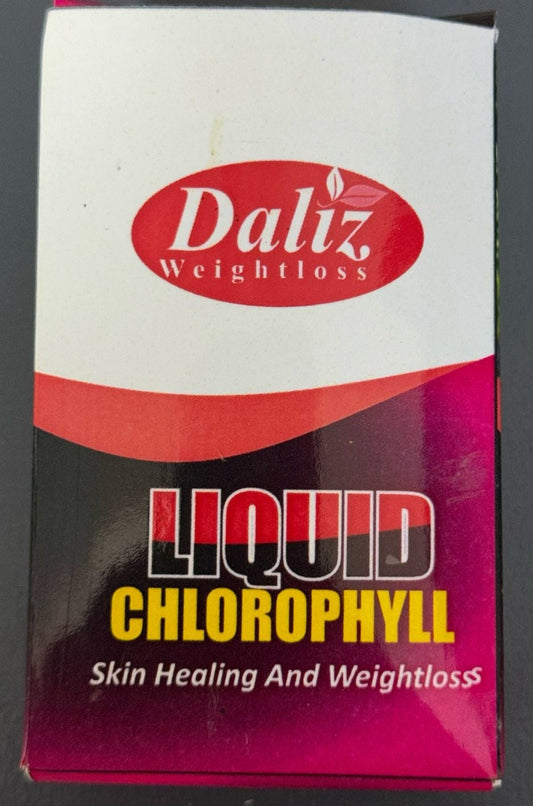 Daliz
Weightloss
LIQUID
CHLOROPHYLL
Skin Healing And Weightloss